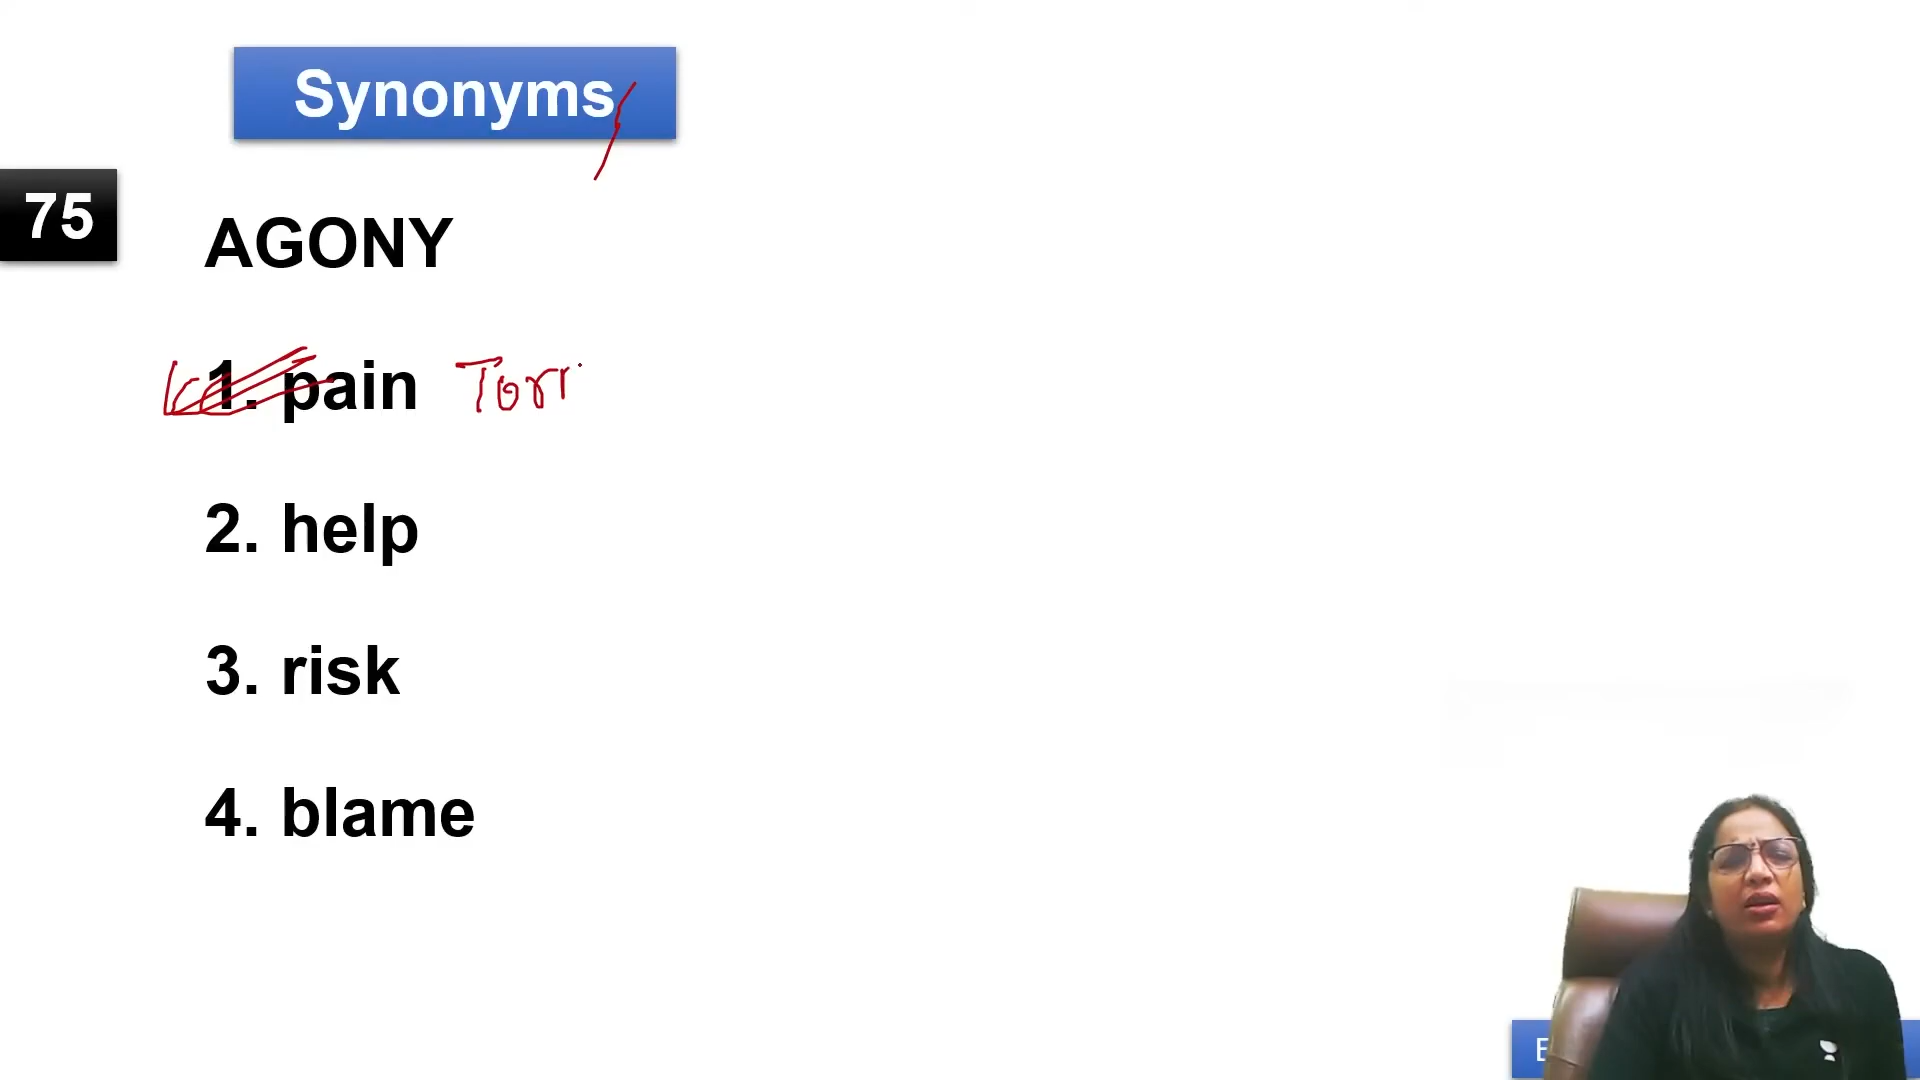 Synonyms
75
AGONY
1. pain Torr
2. help
3. risk
4. blame
E